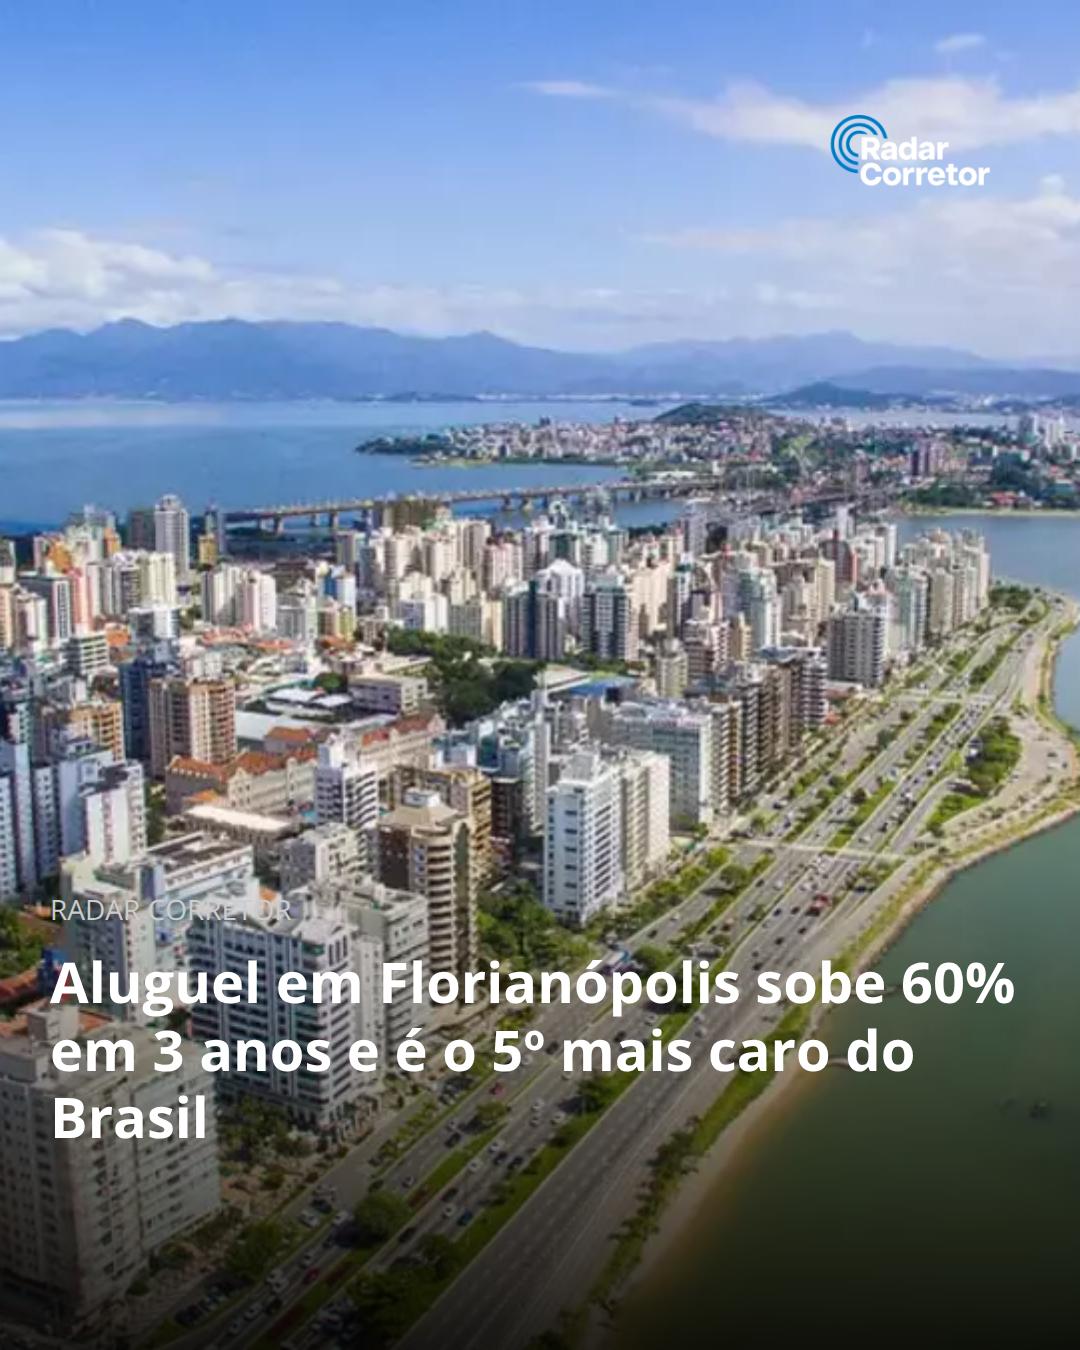 Radar
Corretor
RADAR CORRETOR
Aluguel em Florianópolis sobe 60%
em 3 anos e é o 5º mais caro do
Brasil